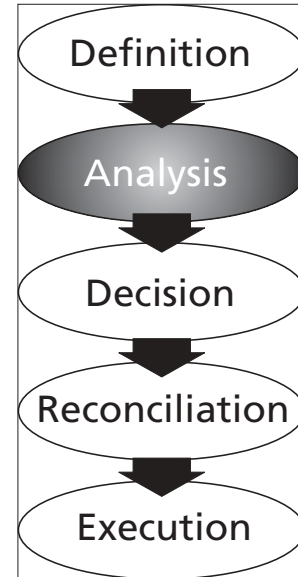 Definition
Analysis
Decision
Reconciliation
Execution